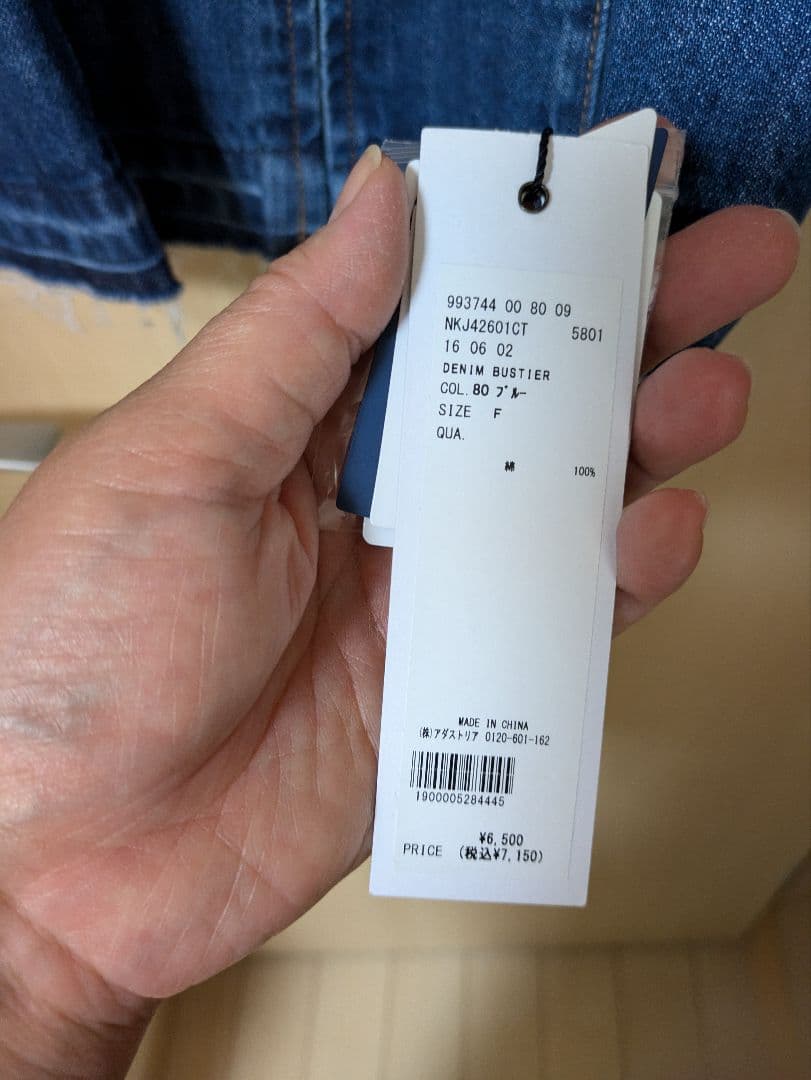 993744 00 80 09
NKJ42601CT 5801
16 06 02
DENIM BUSTIER
COL.80 ブルー
SIZE F
QUA.
綿 100%
MADE IN CHINA
(株)アダストリア 0120-601-162
1900005284445
¥6,500
PRICE (税込¥7,150)